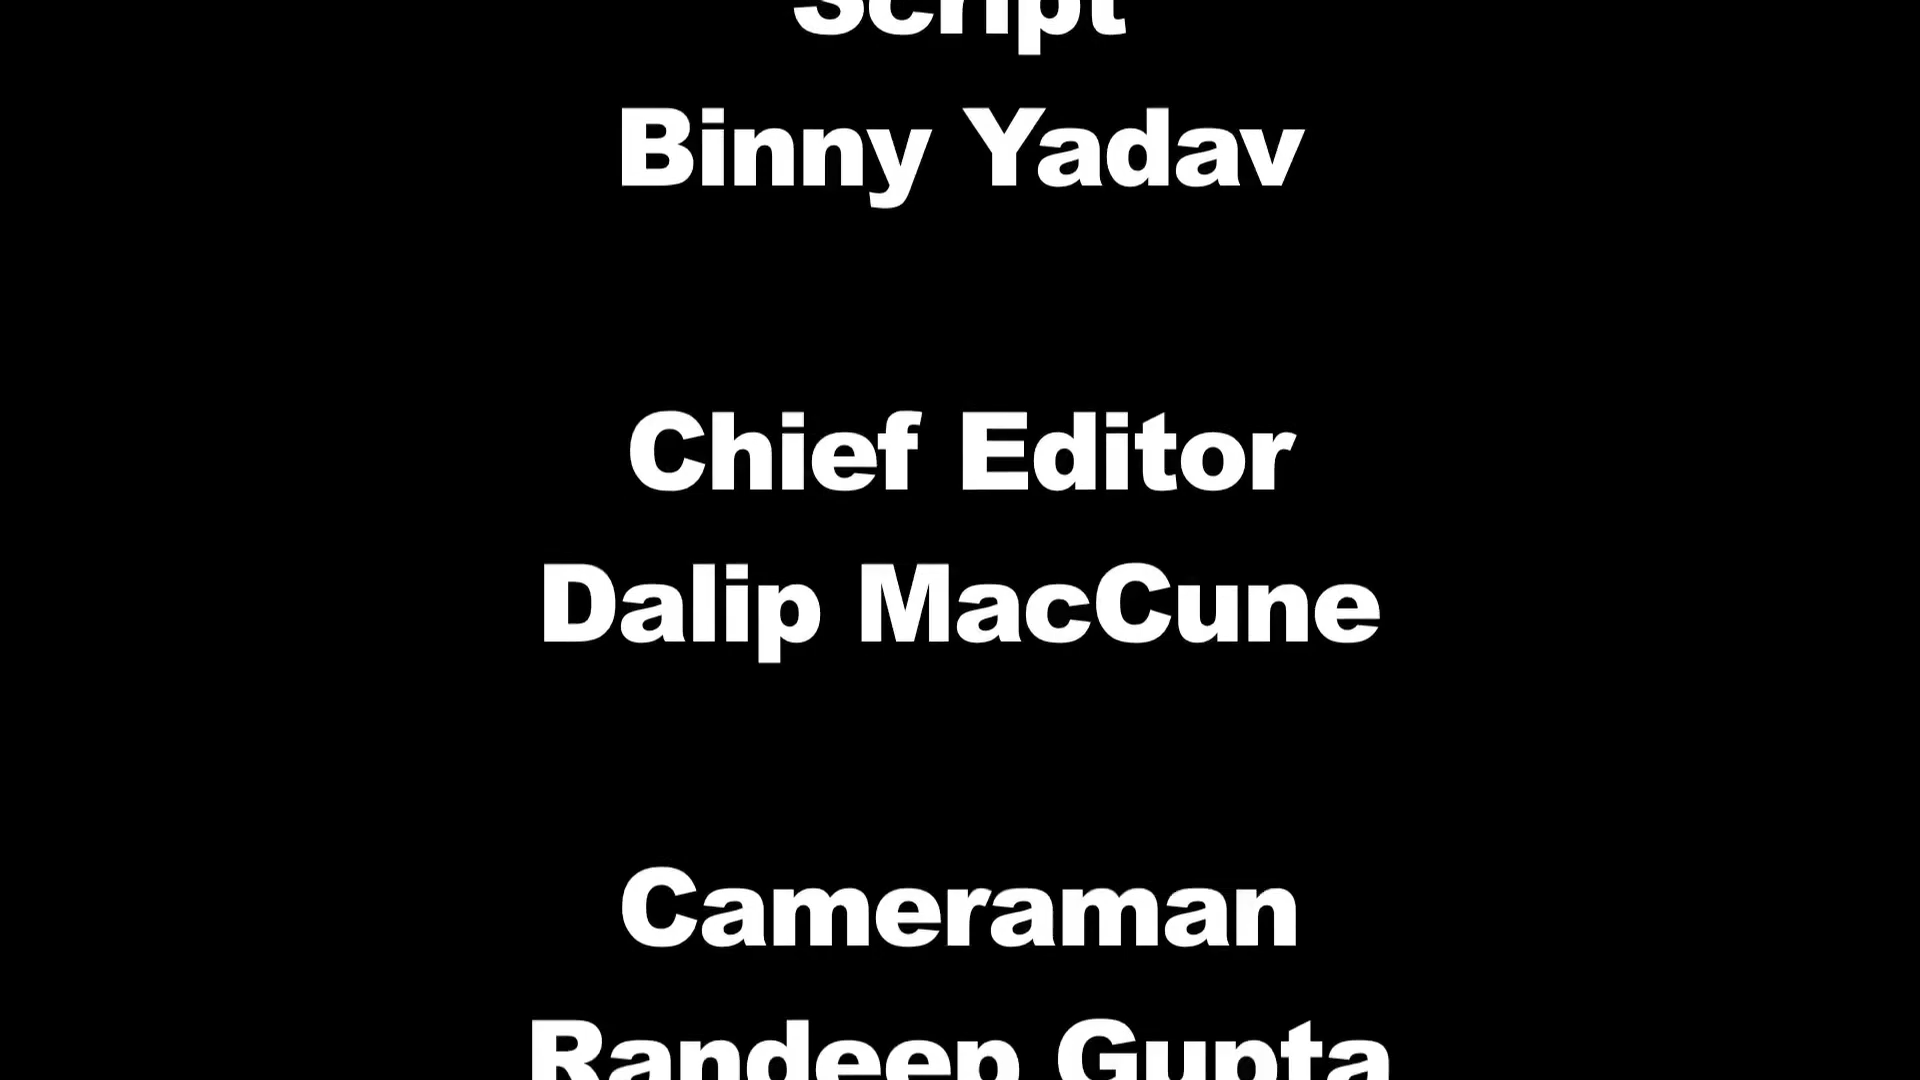 Script
Binny Yadav
Chief Editor
Dalip MacCune
Cameraman
Randeep Gupta